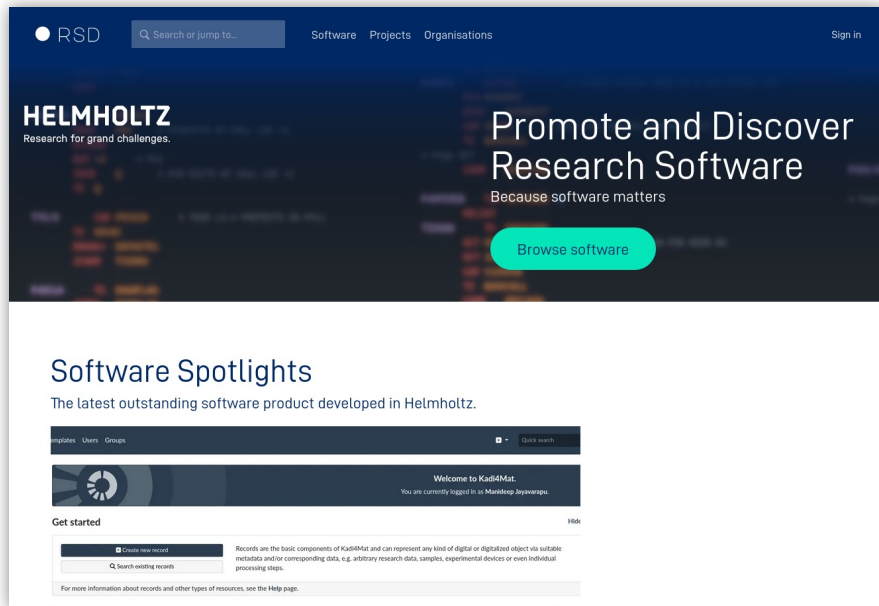 RSD
Search or jump to...
Software Projects Organisations
Sign in
HELMHOLTZ
Research for grand challenges.
Promote and Discover
Research Software
Because software matters
Browse software
Software Spotlights
The latest outstanding software product developed in Helmholtz.
emplates Users Groups
Quick search
Welcome to Kadi4Mat.
You are currently logged in as Manideep Jayavarapu.
Get started
Hide
Create new record
Search existing records
Records are the basic components of Kadi4Mat and can represent any kind of digital or digitalized object via suitable
metadata and/or corresponding data, e.g. arbitrary research data, samples, experimental devices or even individual
processing steps.
For more information about records and other types of resources, see the Help page.